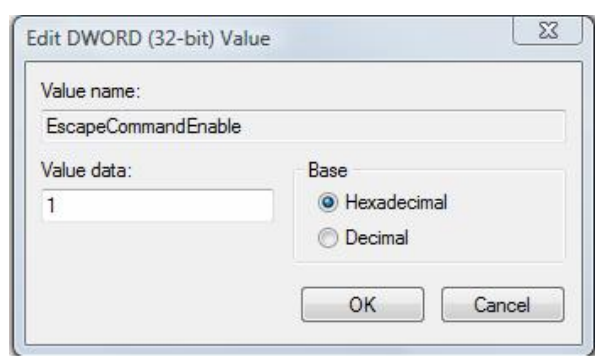 Edit DWORD (32-bit) Value
Value name:
EscapeCommandEnable
Value data:
1
Base
Hexadecimal
Decimal
OK
Cancel